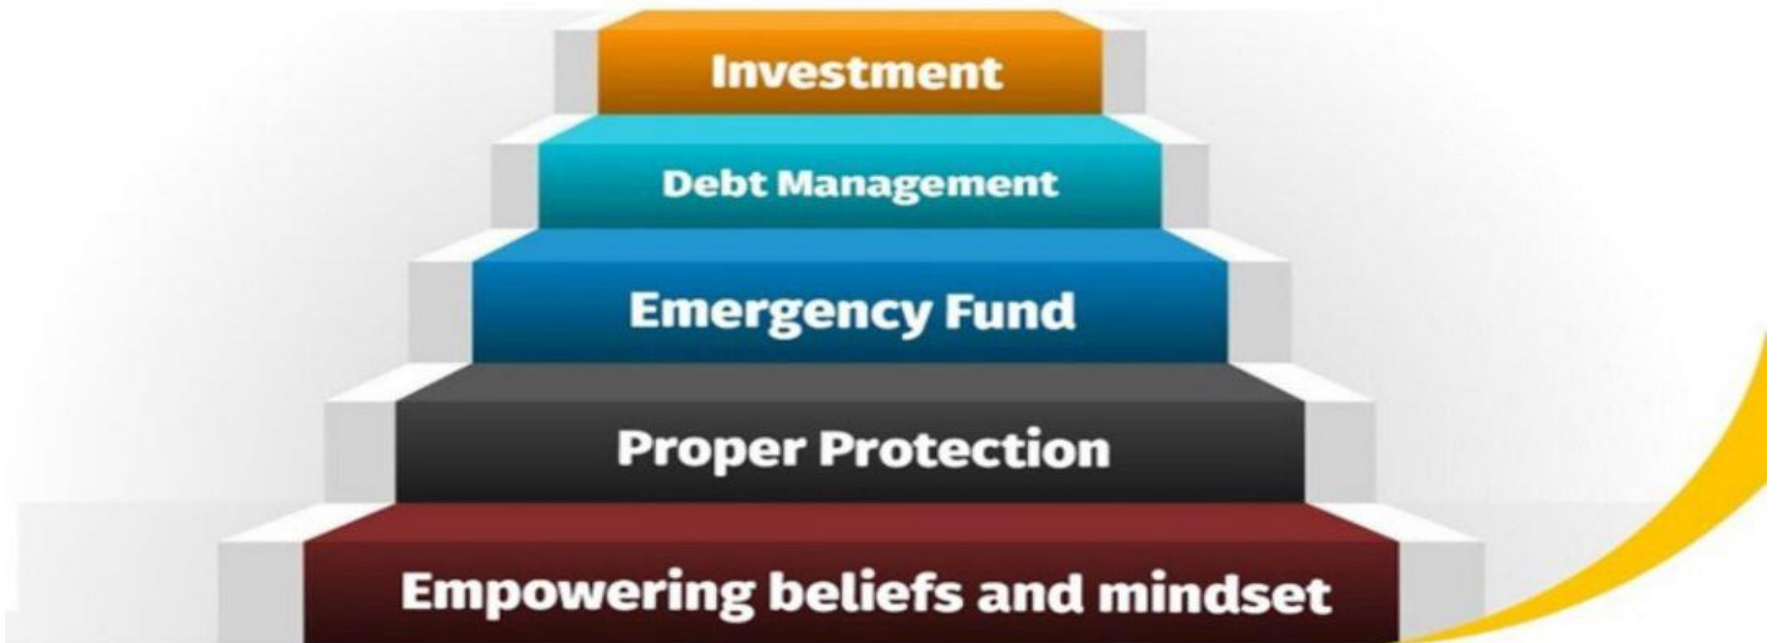 Investment
Debt Management
Emergency Fund
Proper Protection
Empowering beliefs and mindset